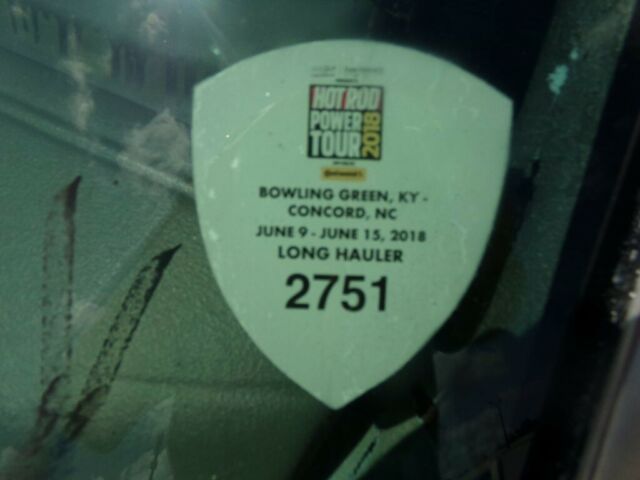 HOT ROD
POWER
TOUR
2018
BOWLING GREEN, KY -
CONCORD, NC
JUNE 9 - JUNE 15, 2018
LONG HAULER
2751